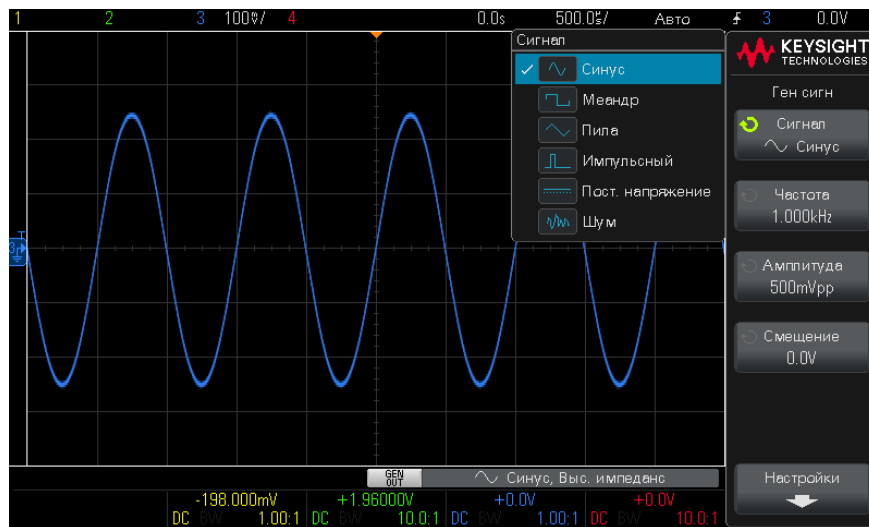 1 2 3 100%/ 4 0.0s 500.0%/ Авто 3 0.0V
Сигнал
Синус
Меандр
Пила
Импульсный
Пост. напряжение
Шум
KEYSIGHT
TECHNOLOGIES
Ген сигн
Сигнал
Синус
Частота
1.000kHz
Амплитуда
500mVpp
Смещение
0.0V
Настройки
3
T
GEN
OUT
Синус, Выс. импеданс
-198.000mV +1.96000V +0.0V +0.0V
DC BW 1.00:1 DC BW 10.0:1 DC BW 1.00:1 DC BW 10.0:1